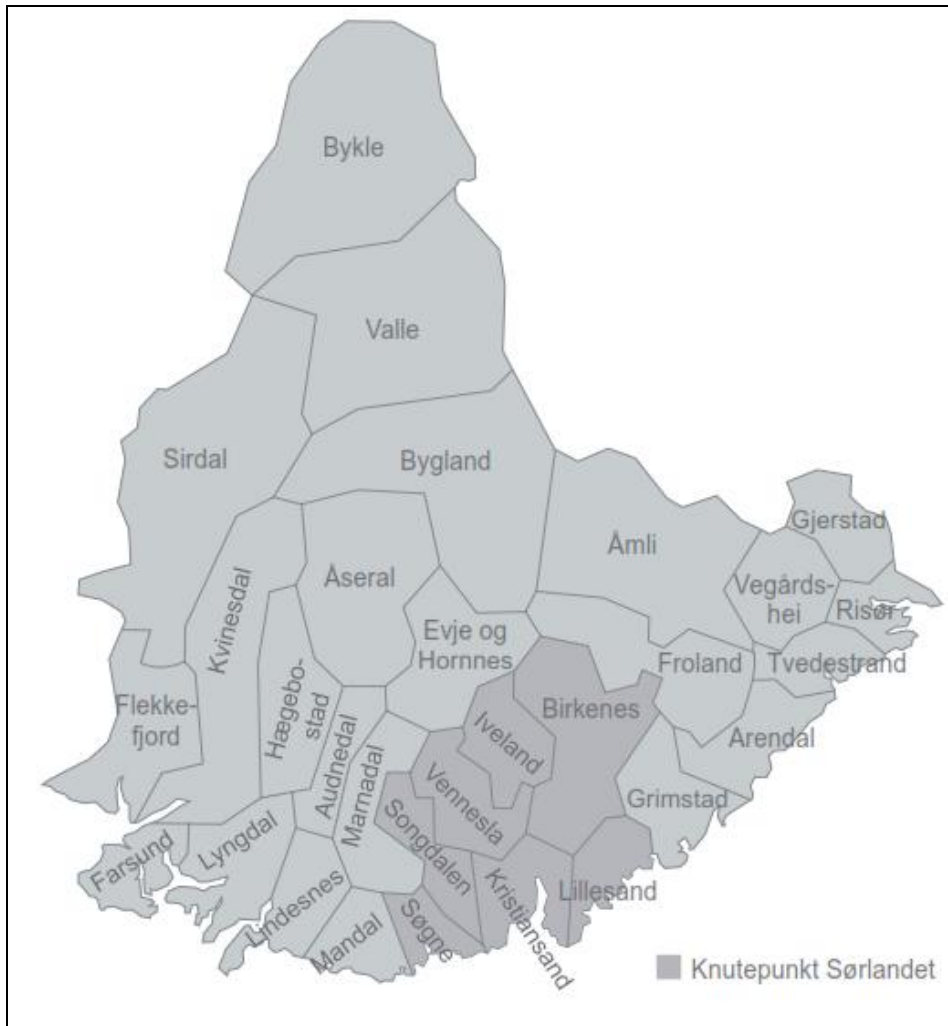 Bykle
Valle
Sirdal
Bygland
Gjerstad
Åmli
Åseral
Vegårds-
hei
Risør
Kvinesdal
Evje og
Hornnes
Froland
Tvedestrand
Flekke-
fjord
Hægebo-
stad
Birkenes
Iveland
Arendal
Audnedal
Marnadal
Vennesla
Grimstad
Songdalen
Farsund
Lyngdal
Lindesnes
Mandal
Søgne
Kristiansand
Lillesand
Knutepunkt Sørlandet